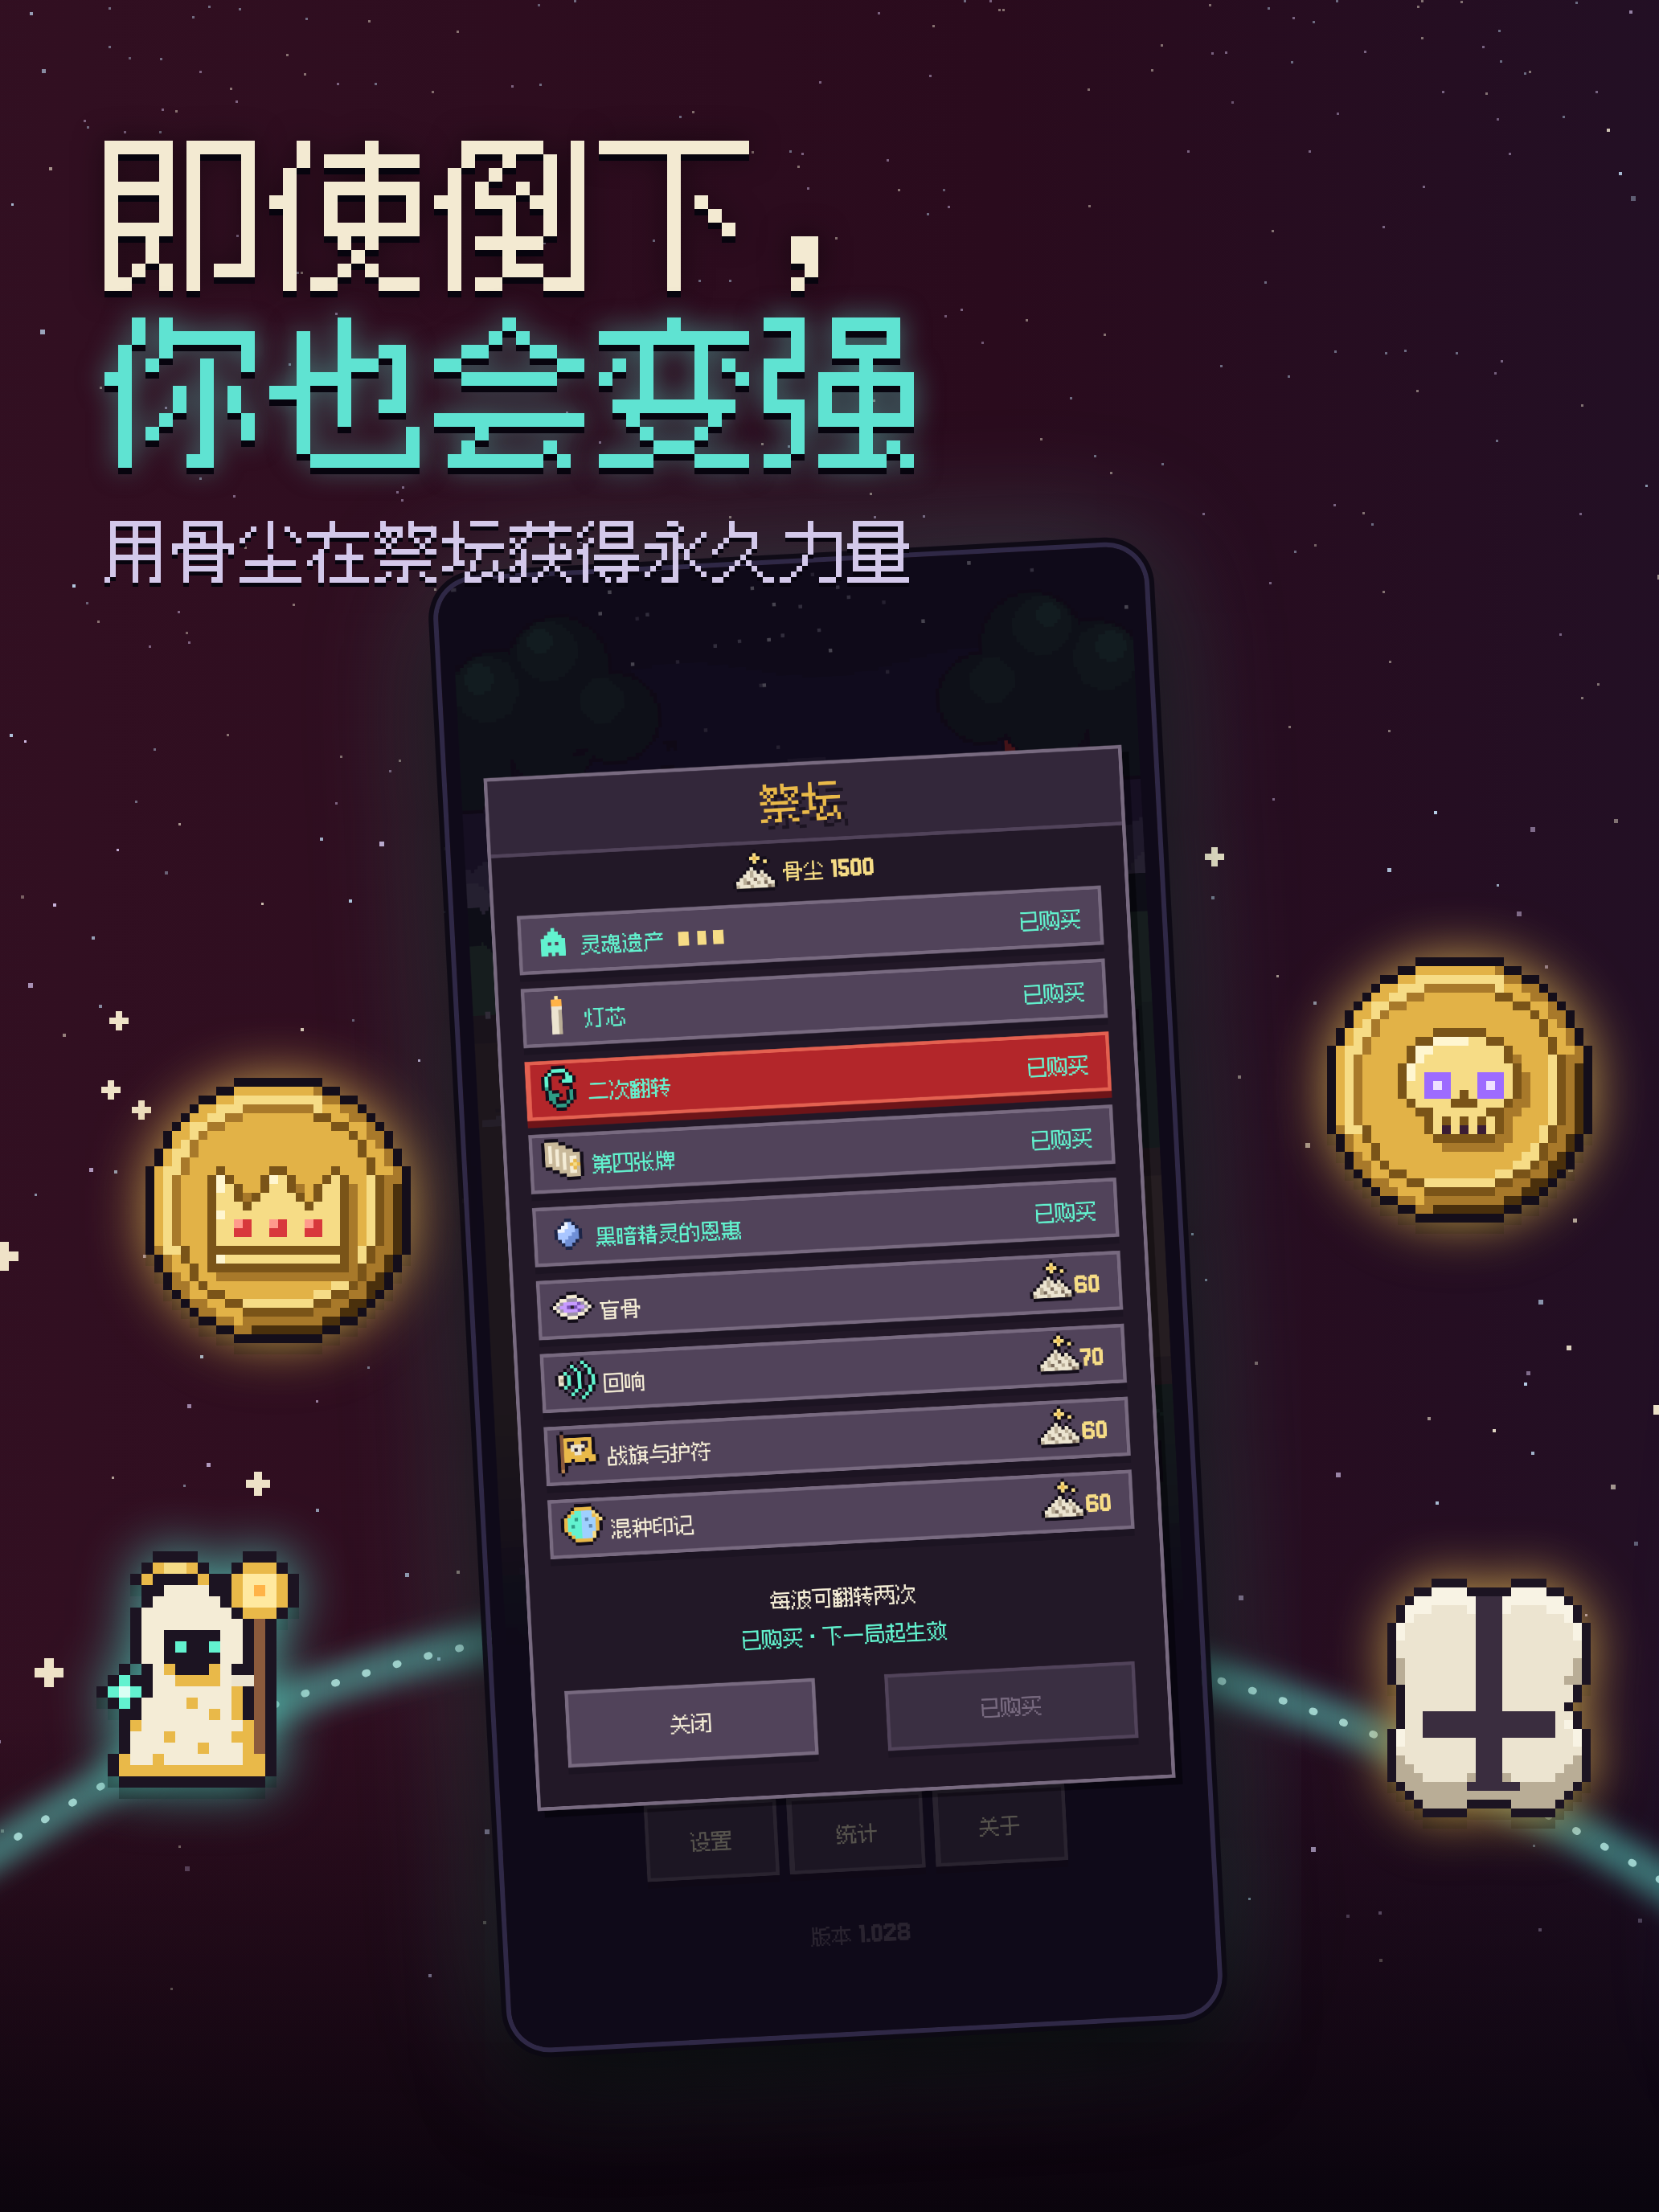 即使倒下，
你也会变强
用骨尘在祭坛获得永久力量
祭坛
骨尘 1500
灵魂遗产 已购买
灯芯 已购买
二次翻转 已购买
第四张牌 已购买
黑暗精灵的恩惠 已购买
盲骨 60
回响 70
战旗与护符 60
混种印记 60
每波可翻转两次
已购买·下一局起生效
关闭 已购买
设置 统计 关于
版本 1.028